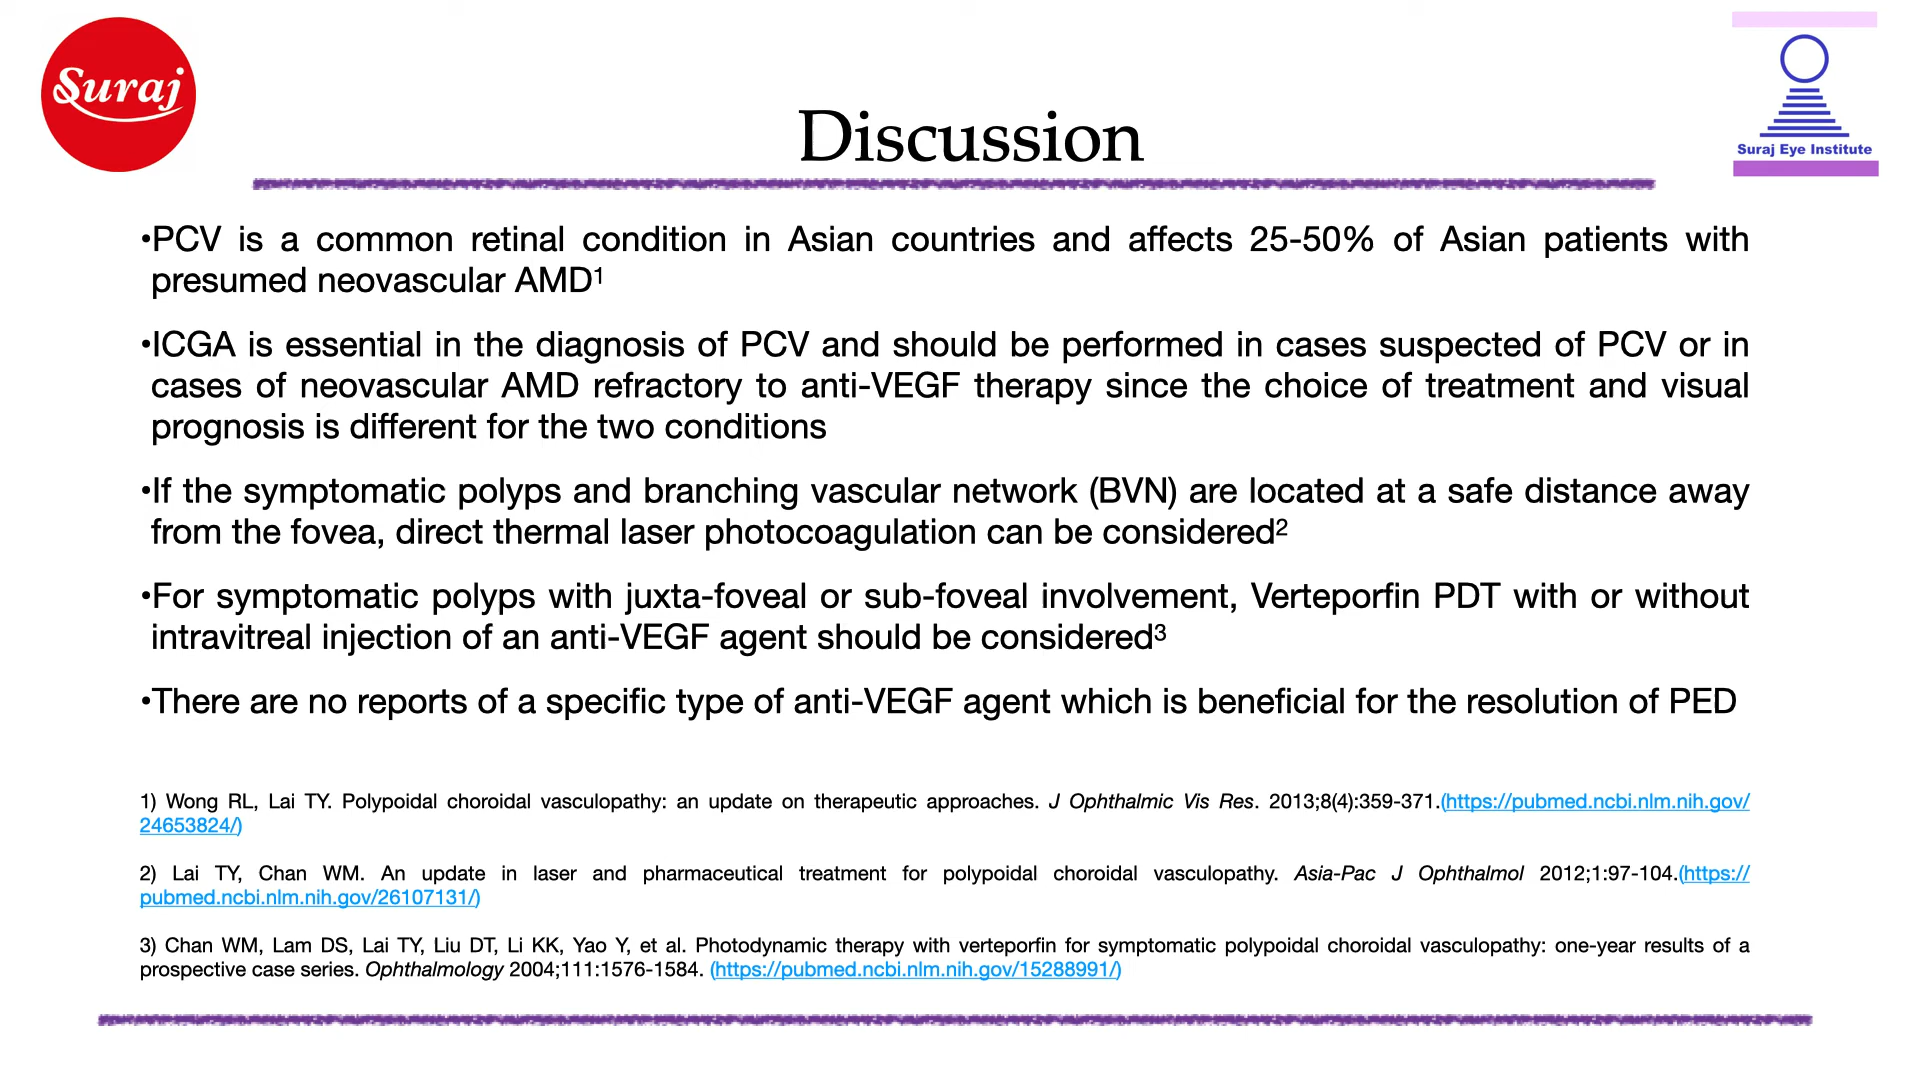 Suraj
Suraj Eye Institute
Discussion
•PCV is a common retinal condition in Asian countries and affects 25-50% of Asian patients with
presumed neovascular AMD1
•ICGA is essential in the diagnosis of PCV and should be performed in cases suspected of PCV or in
cases of neovascular AMD refractory to anti-VEGF therapy since the choice of treatment and visual
prognosis is different for the two conditions
•If the symptomatic polyps and branching vascular network (BVN) are located at a safe distance away
from the fovea, direct thermal laser photocoagulation can be considered2
•For symptomatic polyps with juxta-foveal or sub-foveal involvement, Verteporfin PDT with or without
intravitreal injection of an anti-VEGF agent should be considered3
•There are no reports of a specific type of anti-VEGF agent which is beneficial for the resolution of PED
1) Wong RL, Lai TY. Polypoidal choroidal vasculopathy: an update on therapeutic approaches. J Ophthalmic Vis Res. 2013;8(4):359-371.(https://pubmed.ncbi.nlm.nih.gov/
24653824/)
2) Lai TY, Chan WM. An update in laser and pharmaceutical treatment for polypoidal choroidal vasculopathy. Asia-Pac J Ophthalmol 2012;1:97-104.(https://
pubmed.ncbi.nlm.nih.gov/26107131/)
3) Chan WM, Lam DS, Lai TY, Liu DT, Li KK, Yao Y, et al. Photodynamic therapy with verteporfin for symptomatic polypoidal choroidal vasculopathy: one-year results of a
prospective case series. Ophthalmology 2004;111:1576-1584. (https://pubmed.ncbi.nlm.nih.gov/15288991/)